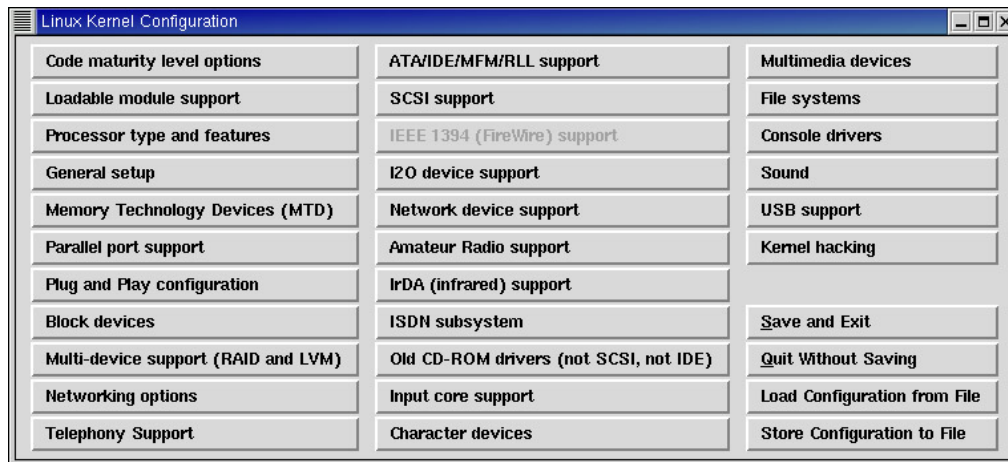 Linux Kernel Configuration
Code maturity level options
Loadable module support
Processor type and features
General setup
Memory Technology Devices (MTD)
Parallel port support
Plug and Play configuration
Block devices
Multi-device support (RAID and LVM)
Networking options
Telephony Support
ATA/IDE/MFM/RLL support
SCSI support
IEEE 1394 (FireWire) support
I2O device support
Network device support
Amateur Radio support
IrDA (infrared) support
ISDN subsystem
Old CD-ROM drivers (not SCSI, not IDE)
Input core support
Character devices
Multimedia devices
File systems
Console drivers
Sound
USB support
Kernel hacking
Save and Exit
Quit Without Saving
Load Configuration from File
Store Configuration to File